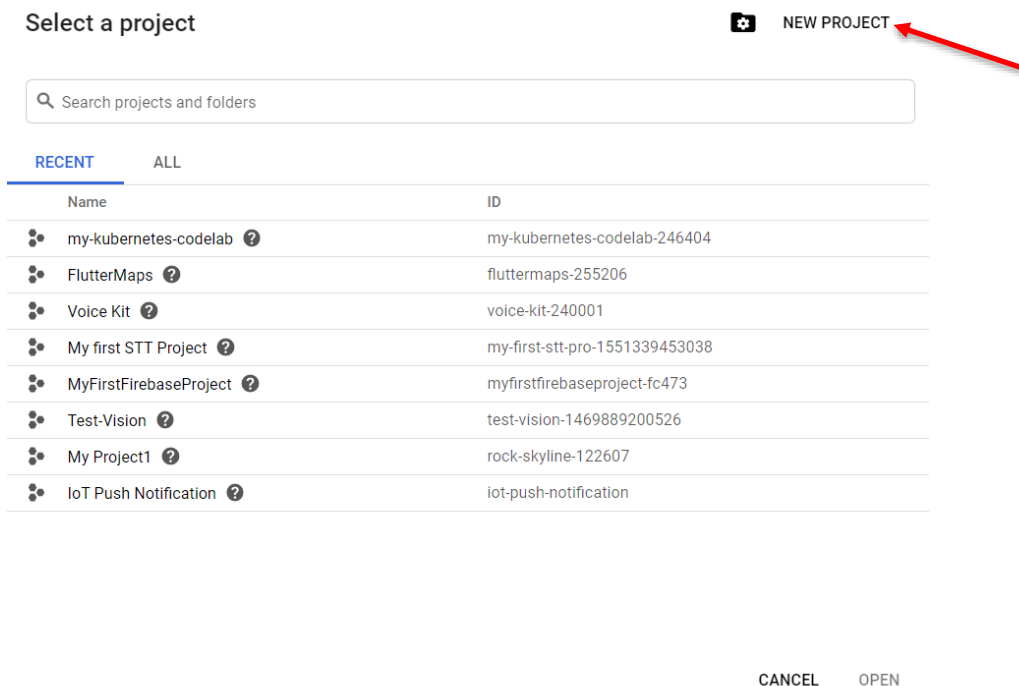 Select a project NEW PROJECT
Search projects and folders
RECENT ALL
Name ID
my-kubernetes-codelab ? my-kubernetes-codelab-246404
FlutterMaps ? fluttermaps-255206
Voice Kit ? voice-kit-240001
My first STT Project ? my-first-stt-pro-1551339453038
MyFirstFirebaseProject ? myfirstfirebaseproject-fc473
Test-Vision ? test-vision-1469889200526
My Project1 ? rock-skyline-122607
IoT Push Notification ? iot-push-notification
CANCEL OPEN